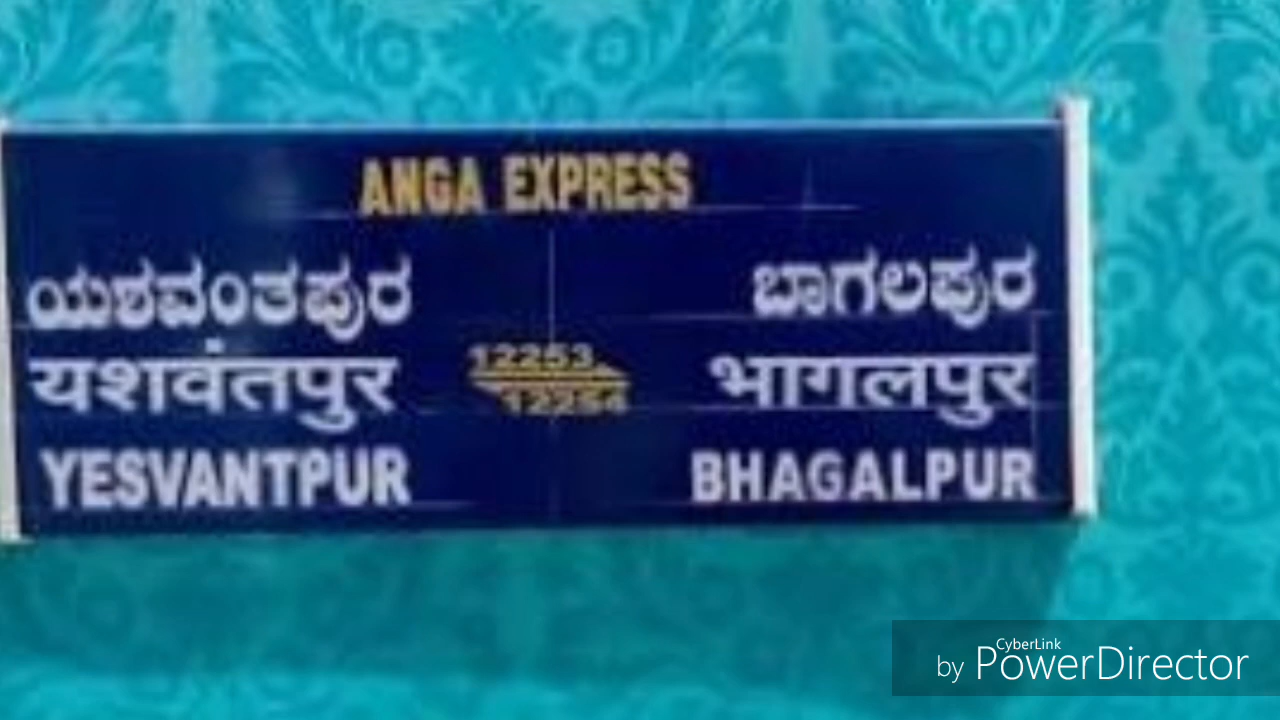 ANGA EXPRESS
ಯಶವಂತಪುರ ಬಾಗಲಪುರ
12253
यशवंतपुर भागलपुर
12254
YESVANTPUR BHAGALPUR
CyberLink
by PowerDirector